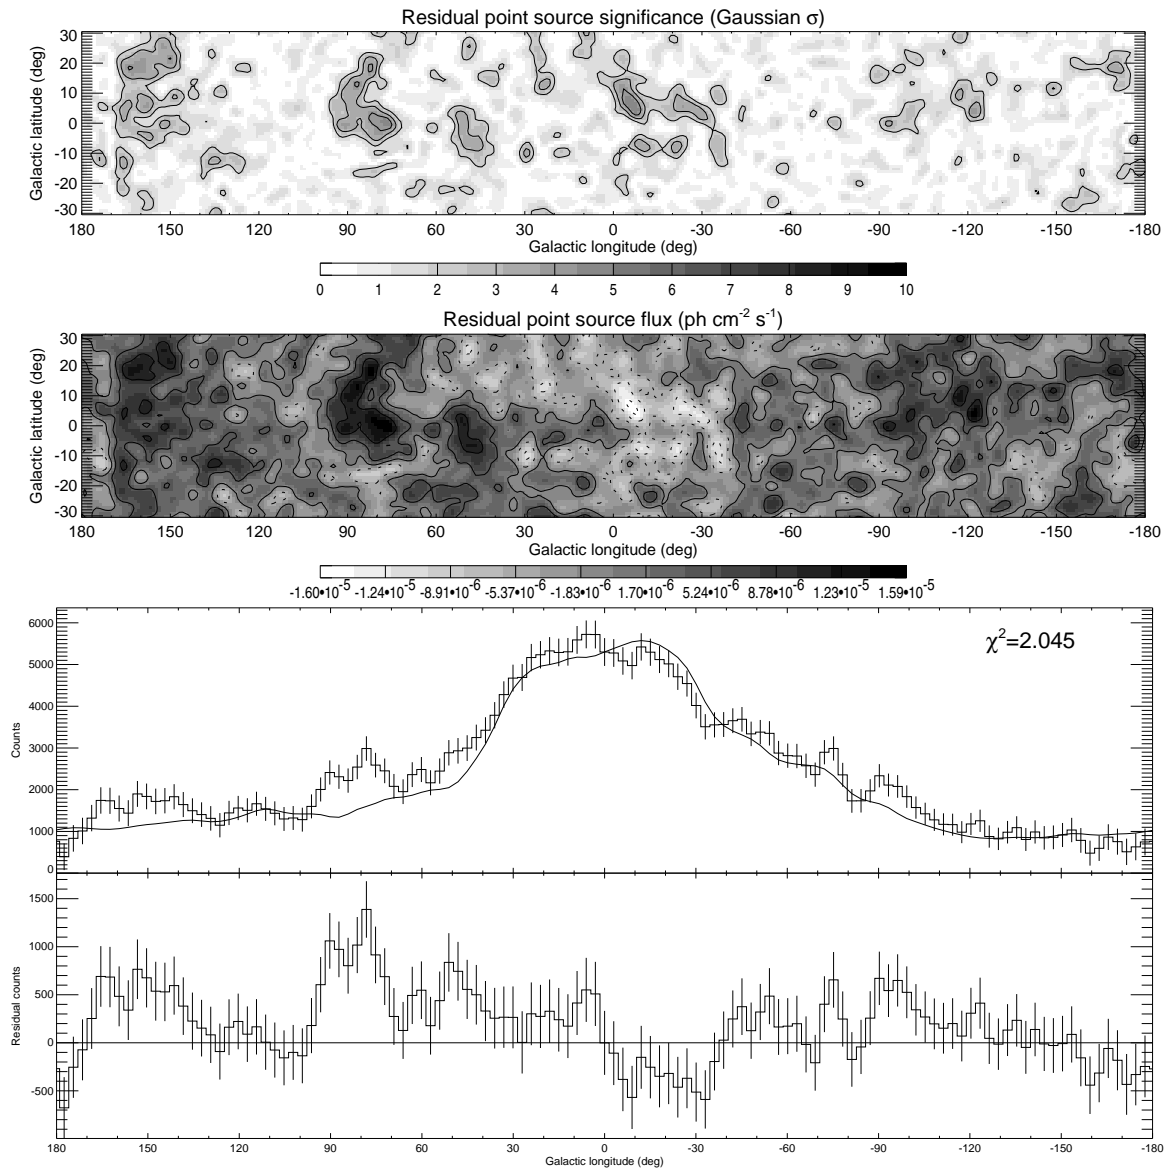 Residual point source significance (Gaussian σ)
Galactic latitude (deg)
30
20
10
0
-10
-20
-30
180 150 120 90 60 30 0 -30 -60 -90 -120 -150 -180
Galactic longitude (deg)
0 1 2 3 4 5 6 7 8 9 10
Residual point source flux (ph cm⁻² s⁻¹)
Galactic latitude (deg)
30
20
10
0
-10
-20
-30
180 150 120 90 60 30 0 -30 -60 -90 -120 -150 -180
Galactic longitude (deg)
-1.60•10⁻⁵ -1.24•10⁻⁵ -8.91•10⁻⁶ -5.37•10⁻⁶ -1.83•10⁻⁶ 1.70•10⁻⁶ 5.24•10⁻⁶ 8.78•10⁻⁶ 1.23•10⁻⁵ 1.59•10⁻⁵
χ²=2.045
Counts
6000
5000
4000
3000
2000
1000
0
Residual counts
1500
1000
500
0
-500
180 150 120 90 60 30 0 -30 -60 -90 -120 -150 -180
Galactic longitude (deg)